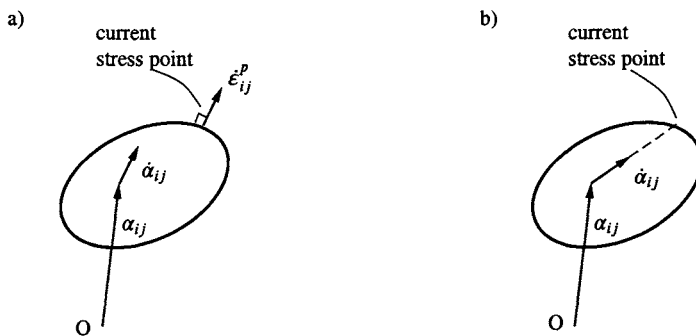 a)
current
stress point
ε̇ᵖᵢⱼ
α̇ᵢⱼ
αᵢⱼ
O
b)
current
stress point
α̇ᵢⱼ
αᵢⱼ
O